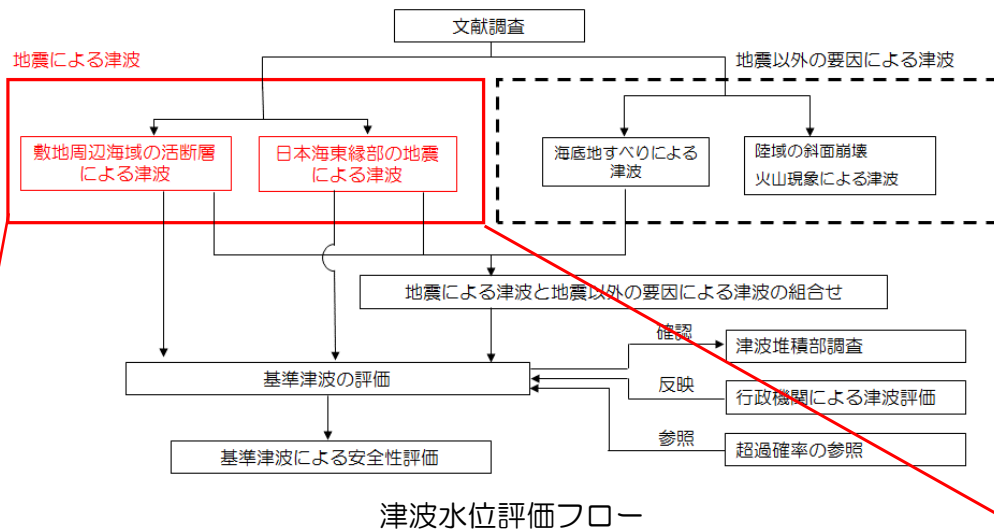 文献調査
地震による津波
地震以外の要因による津波
敷地周辺海域の活断層
による津波
日本海東縁部の地震
による津波
海底地すべりによる
津波
陸域の斜面崩壊
火山現象による津波
地震による津波と地震以外の要因による津波の組合せ
確認
津波堆積部調査
基準津波の評価
反映
行政機関による津波評価
参照
超過確率の参照
基準津波による安全性評価
津波水位評価フロー